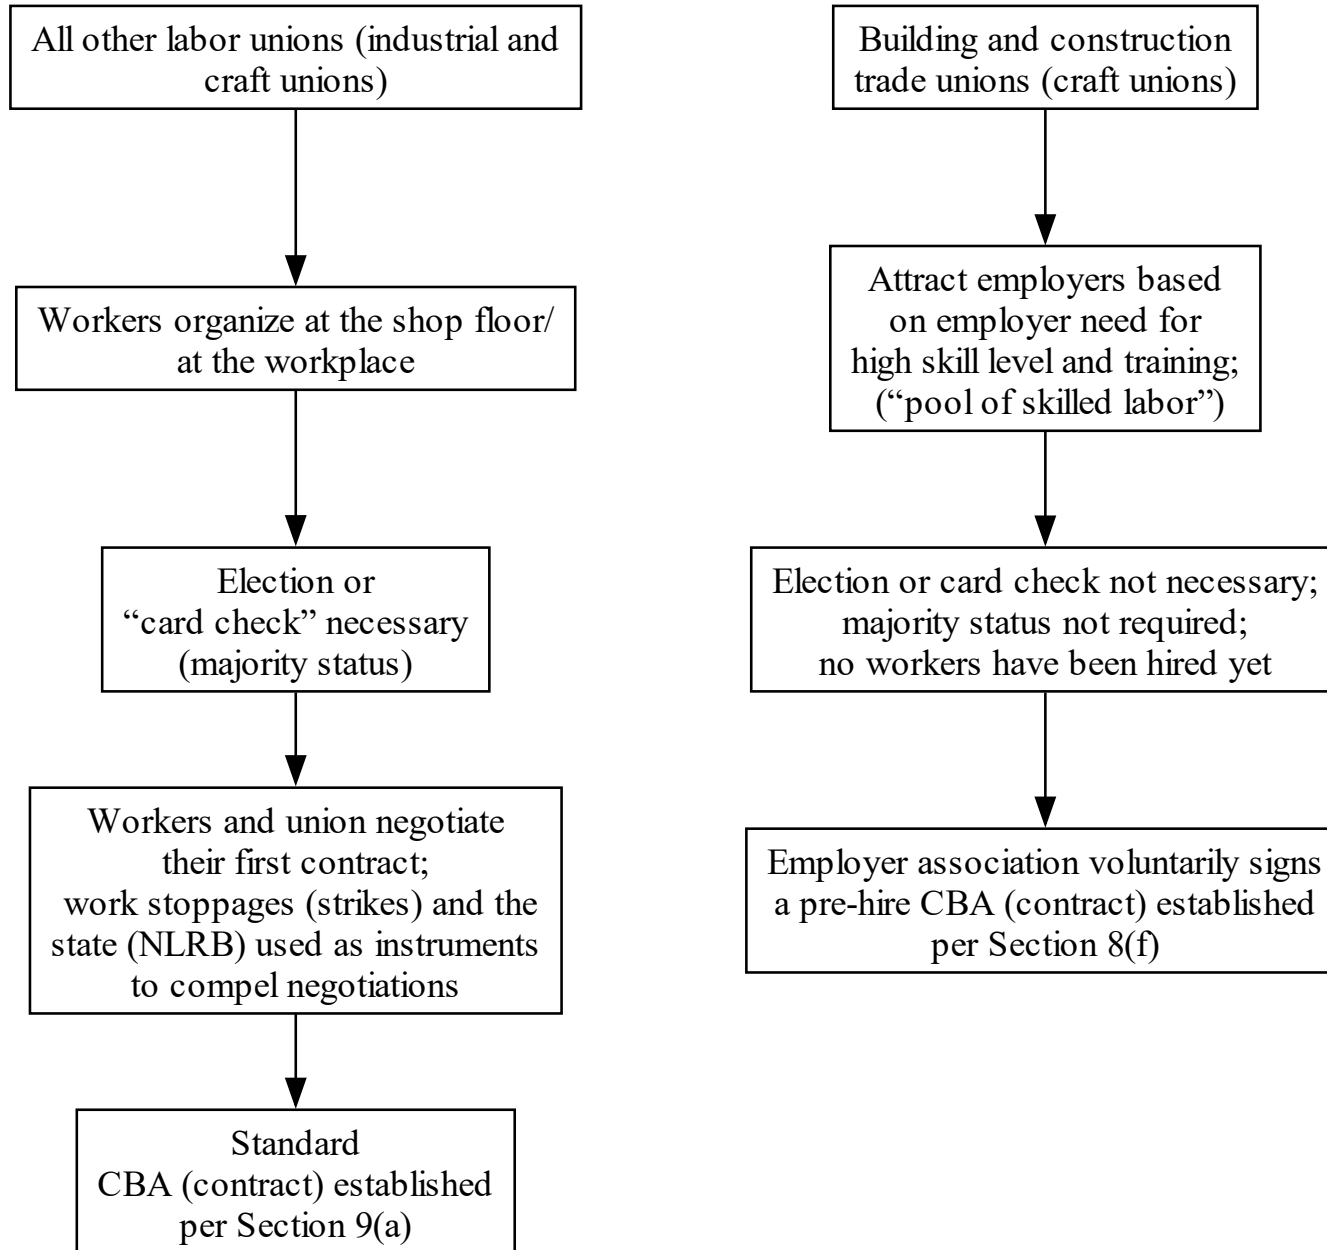 All other labor unions (industrial and
craft unions)
Workers organize at the shop floor/
at the workplace
Election or
“card check” necessary
(majority status)
Workers and union negotiate
their first contract;
work stoppages (strikes) and the
state (NLRB) used as instruments
to compel negotiations
Standard
CBA (contract) established
per Section 9(a)
Building and construction
trade unions (craft unions)
Attract employers based
on employer need for
high skill level and training;
(“pool of skilled labor”)
Election or card check not necessary;
majority status not required;
no workers have been hired yet
Employer association voluntarily signs
a pre-hire CBA (contract) established
per Section 8(f)